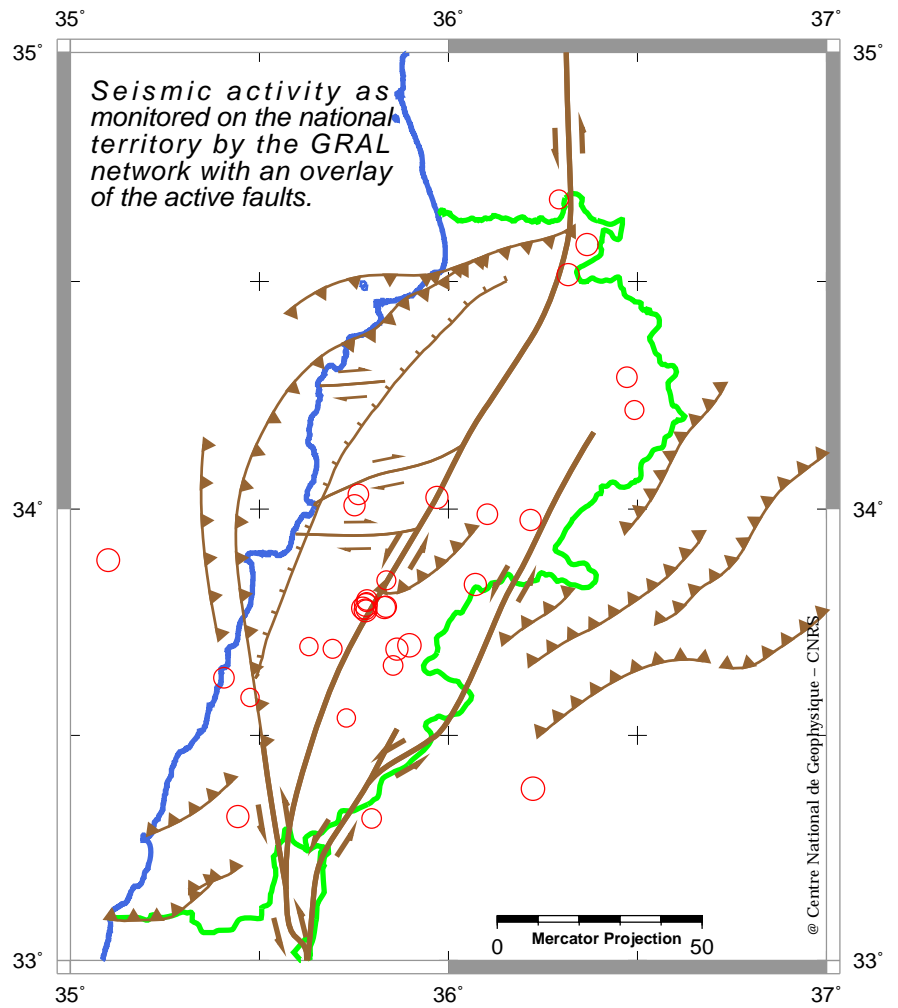 35˚ 36˚ 37˚
35˚ 35˚
Seismic activity as
monitored on the national
territory by the GRAL
network with an overlay
of the active faults.
34˚ 34˚
@ Centre National de Geophysique – CNRS
Mercator Projection
0 50
33˚ 33˚
35˚ 36˚ 37˚